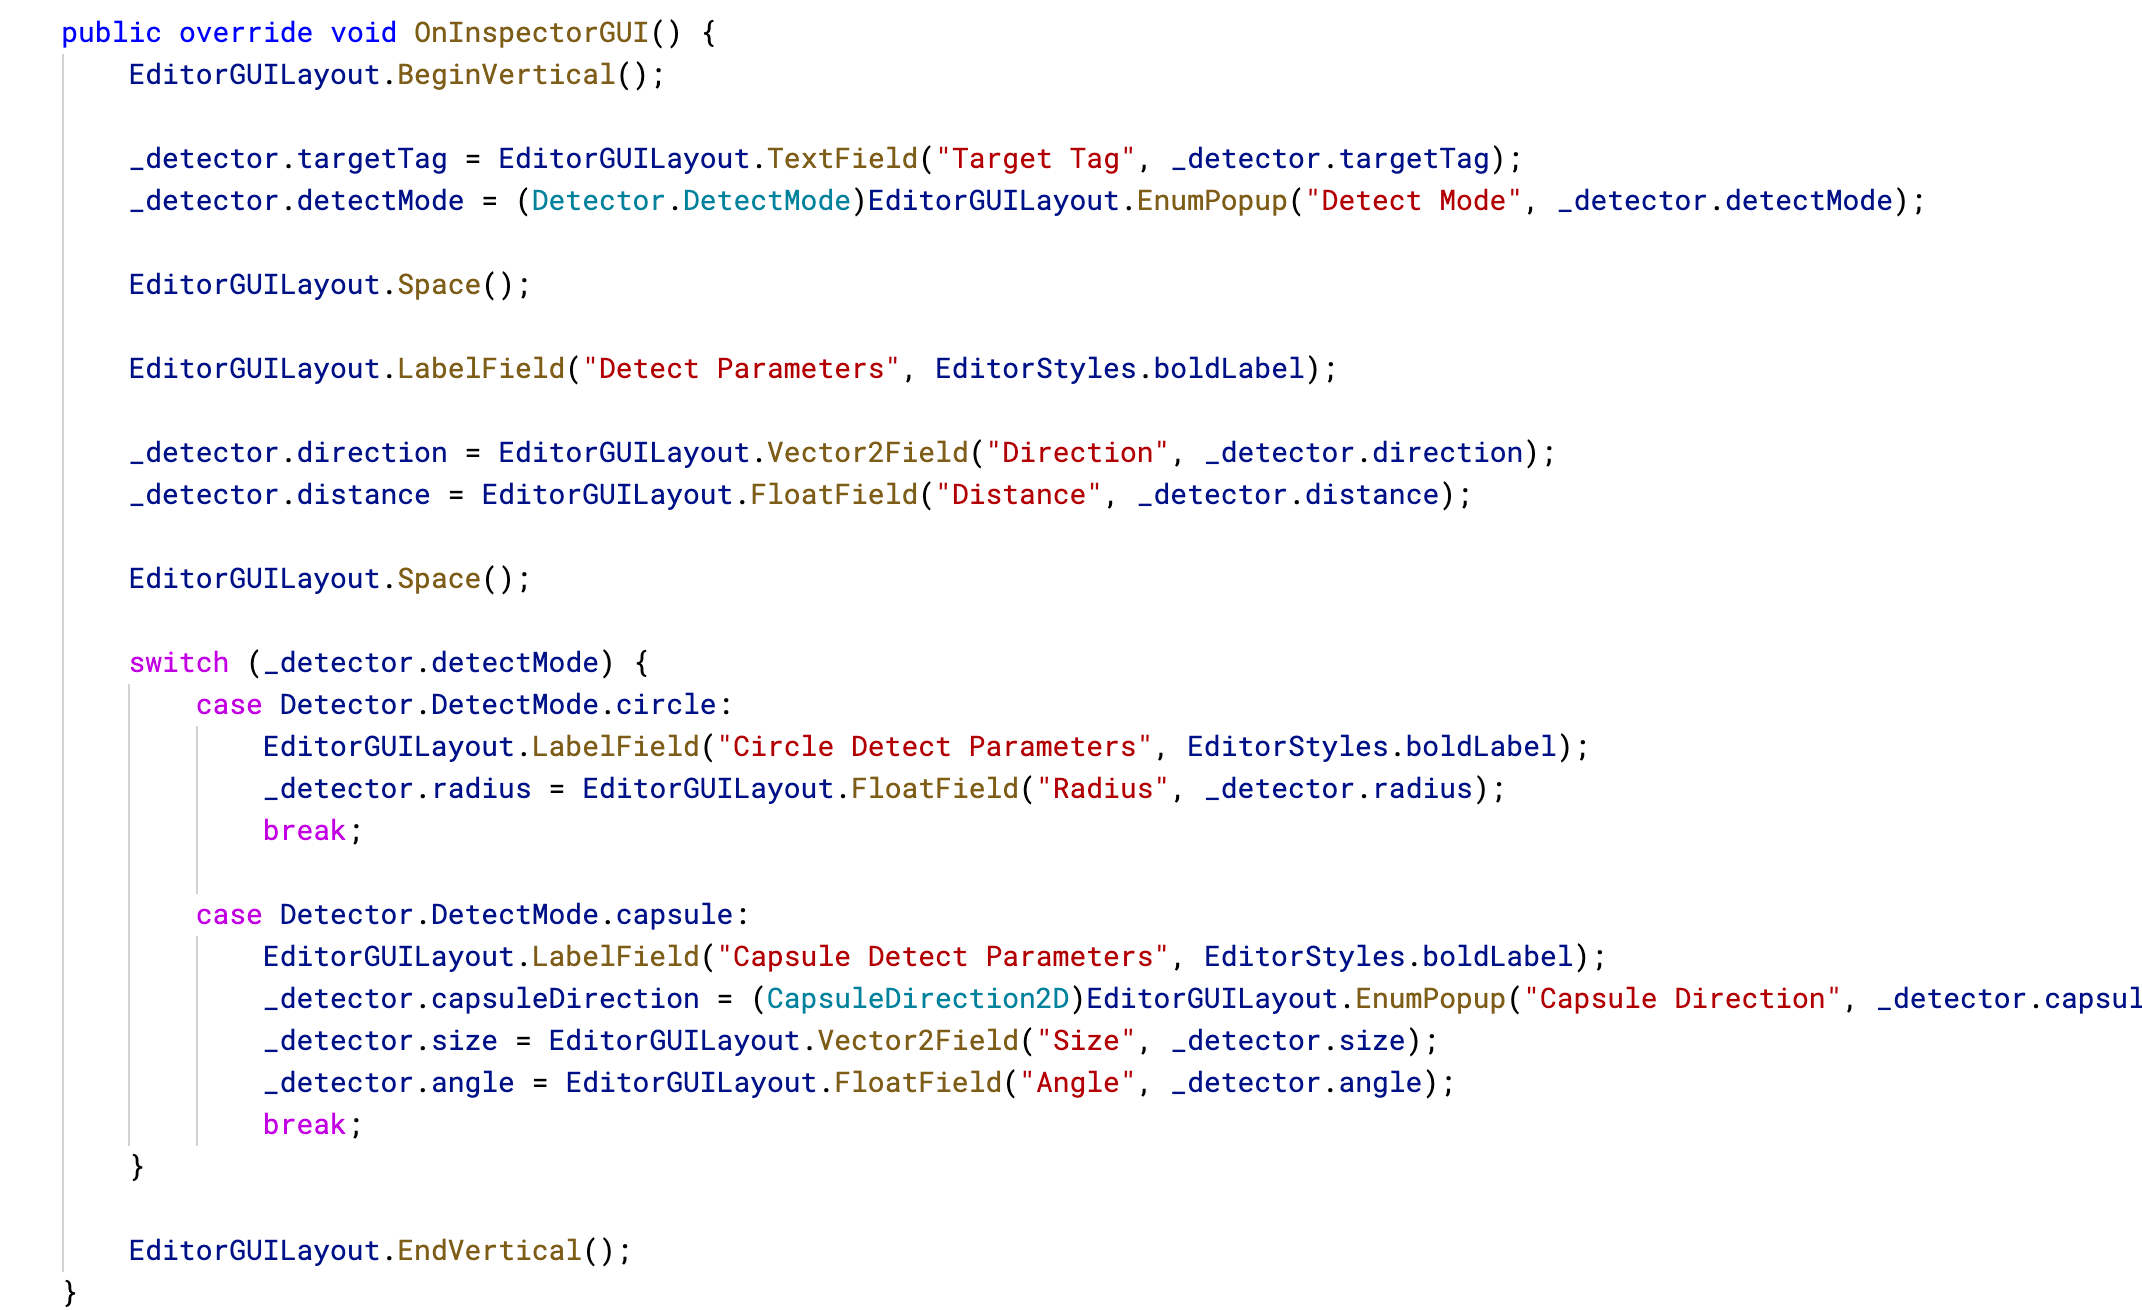 public override void OnInspectorGUI() {
EditorGUILayout.BeginVertical();
_detector.targetTag = EditorGUILayout.TextField("Target Tag", _detector.targetTag);
_detector.detectMode = (Detector.DetectMode)EditorGUILayout.EnumPopup("Detect Mode", _detector.detectMode);
EditorGUILayout.Space();
EditorGUILayout.LabelField("Detect Parameters", EditorStyles.boldLabel);
_detector.direction = EditorGUILayout.Vector2Field("Direction", _detector.direction);
_detector.distance = EditorGUILayout.FloatField("Distance", _detector.distance);
EditorGUILayout.Space();
switch (_detector.detectMode) {
case Detector.DetectMode.circle:
EditorGUILayout.LabelField("Circle Detect Parameters", EditorStyles.boldLabel);
_detector.radius = EditorGUILayout.FloatField("Radius", _detector.radius);
break;
case Detector.DetectMode.capsule:
EditorGUILayout.LabelField("Capsule Detect Parameters", EditorStyles.boldLabel);
_detector.capsuleDirection = (CapsuleDirection2D)EditorGUILayout.EnumPopup("Capsule Direction", _detector.capsul
_detector.size = EditorGUILayout.Vector2Field("Size", _detector.size);
_detector.angle = EditorGUILayout.FloatField("Angle", _detector.angle);
break;
}
EditorGUILayout.EndVertical();
}